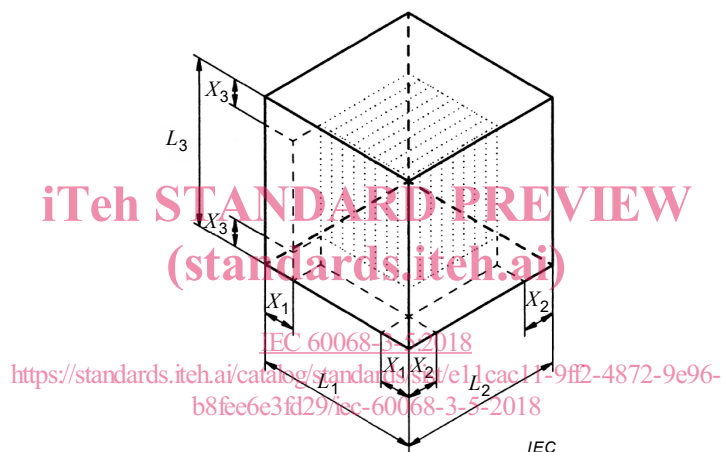 X3
L3
iTeh STANDARD PREVIEW
X3
(standards.iteh.ai)
X1
X2
IEC 60068-3-5:2018
X1 X2
https://standards.iteh.ai/catalog/standards/sist/e11cac11-9ff2-4872-9e96-
L1
L2
b8fee6e3fd29/iec-60068-3-5-2018
IEC